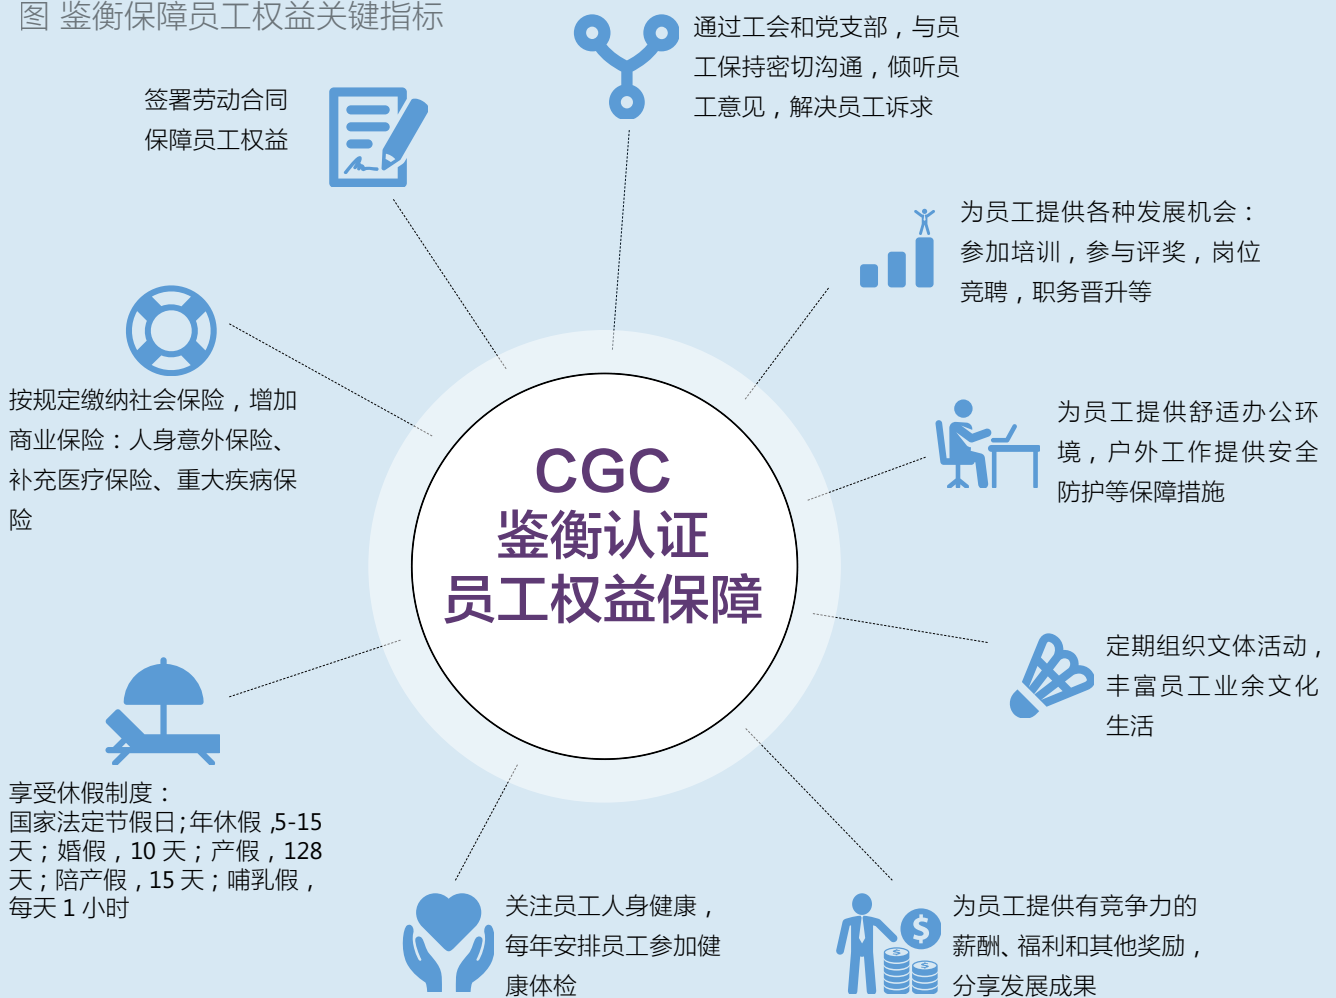 图 鉴衡保障员工权益关键指标
签署劳动合同
保障员工权益
通过工会和党支部，与员
工保持密切沟通，倾听员
工意见，解决员工诉求
为员工提供各种发展机会：
参加培训，参与评奖，岗位
竞聘，职务晋升等
按规定缴纳社会保险，增加
商业保险：人身意外保险、
补充医疗保险、重大疾病保
险
CGC
鉴衡认证
员工权益保障
为员工提供舒适办公环
境，户外工作提供安全
防护等保障措施
定期组织文体活动，
丰富员工业余文化
生活
享受休假制度：
国家法定节假日；年休假，5-15
天；婚假，10 天；产假，128
天；陪产假，15 天；哺乳假，
每天 1 小时
关注员工人身健康，
每年安排员工参加健
康体检
为员工提供有竞争力的
薪酬、福利和其他奖励，
分享发展成果